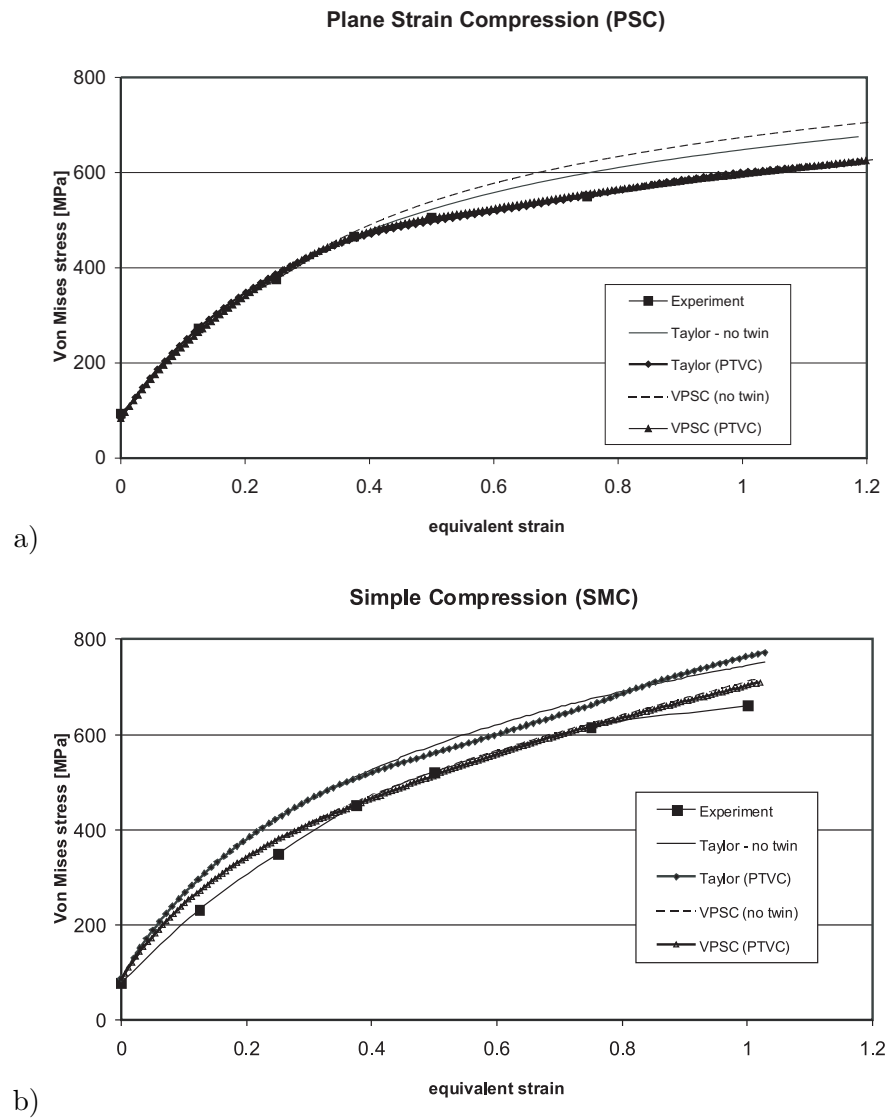 Plane Strain Compression (PSC)
800
600
400
200
0
Von Mises stress [MPa]
Experiment
Taylor - no twin
Taylor (PTVC)
VPSC (no twin)
VPSC (PTVC)
0 0.2 0.4 0.6 0.8 1 1.2
equivalent strain
a)
Simple Compression (SMC)
800
600
400
200
0
Von Mises stress [MPa]
Experiment
Taylor - no twin
Taylor (PTVC)
VPSC (no twin)
VPSC (PTVC)
0 0.2 0.4 0.6 0.8 1 1.2
equivalent strain
b)